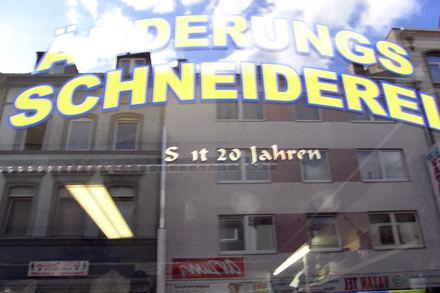 ÄNDERUNGS
SCHNEIDEREI
S it 20 Jahren